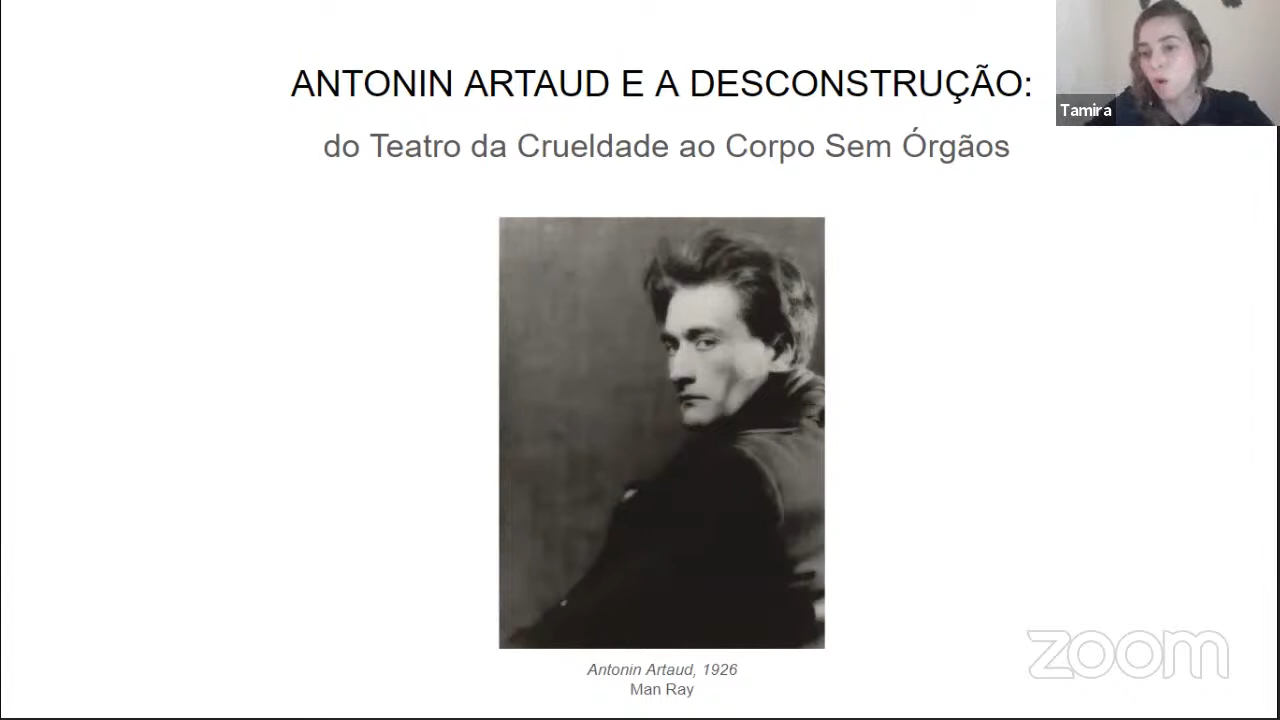 ANTONIN ARTAUD E A DESCONSTRUÇÃO:
do Teatro da Crueldade ao Corpo Sem Órgãos
Tamira
Antonin Artaud, 1926
Man Ray
zoom